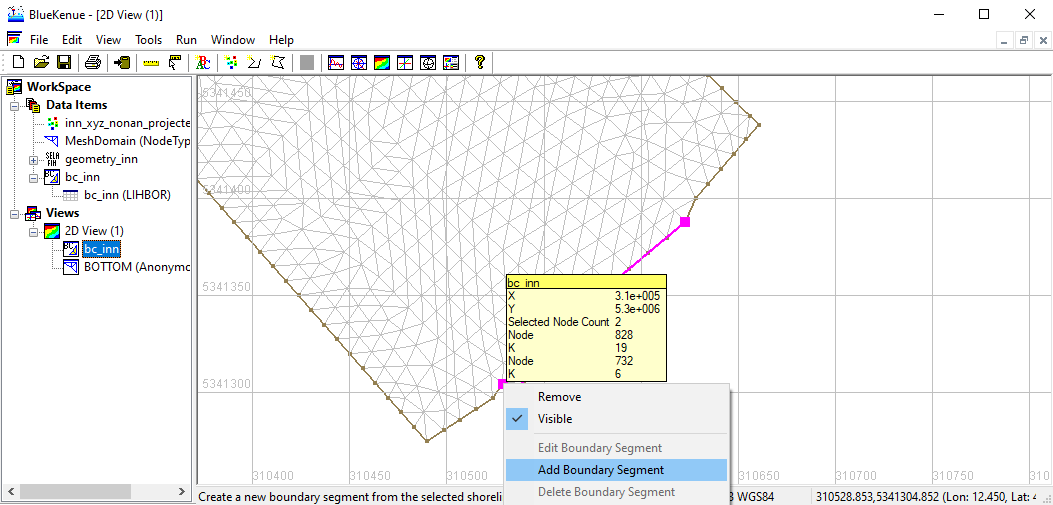 BlueKenue - [2D View (1)]
File Edit View Tools Run Window Help
WorkSpace
Data Items
inn_xyz_nonan_projecte
MeshDomain (NodeTyp
SELA
FIN
geometry_inn
BC
bc_inn
bc_inn (LIHBOR)
Views
2D View (1)
BC
bc_inn
BOTTOM (Anonymo
5341450
5341400
5341350
5341300
310400 310450 310500 310650 310700 310750 310
bc_inn
X 3.1e+005
Y 5.3e+006
Selected Node Count 2
Node 828
K 19
Node 732
K 6
Remove
Visible
Edit Boundary Segment
Add Boundary Segment
Delete Boundary Segment
Create a new boundary segment from the selected shoreli WGS84 310528.853,5341304.852 (Lon: 12.450, Lat: 4